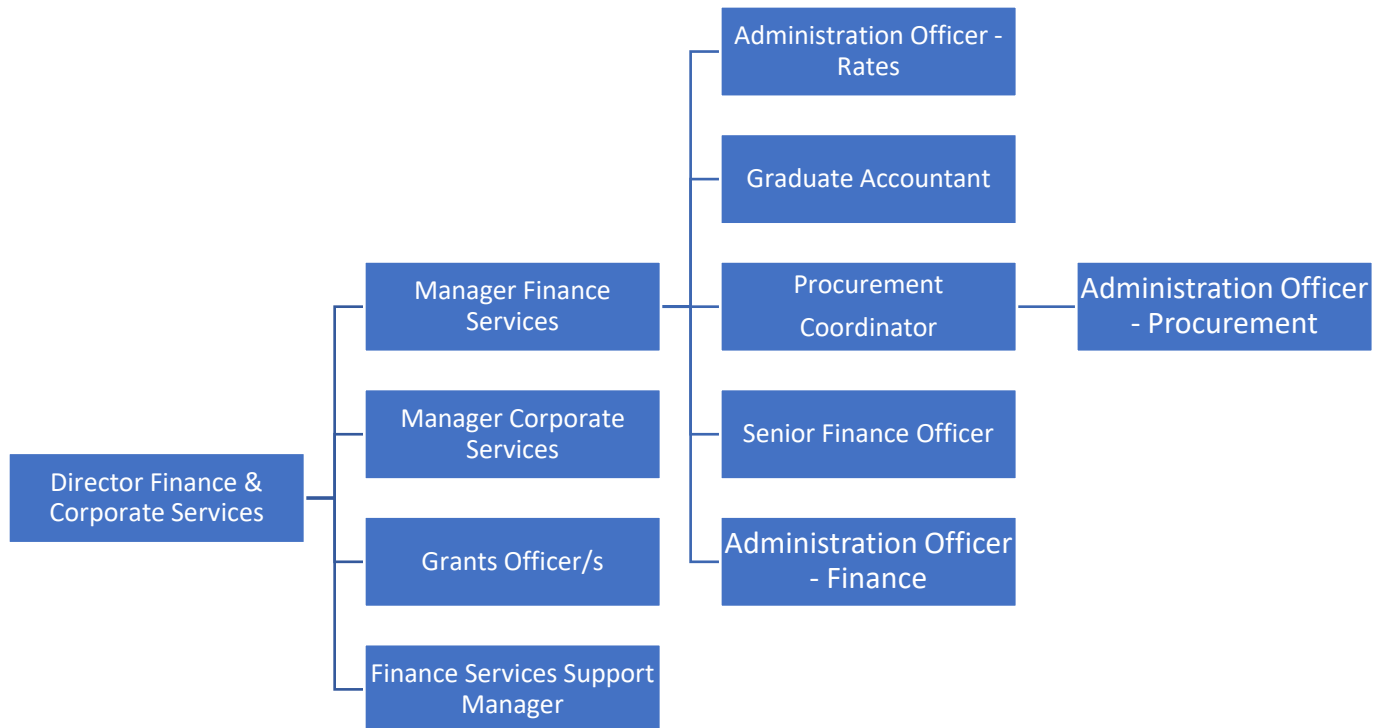 Director Finance &
Corporate Services
Manager Finance
Services
Manager Corporate
Services
Grants Officer/s
Finance Services Support
Manager
Administration Officer -
Rates
Graduate Accountant
Procurement
Coordinator
Senior Finance Officer
Administration Officer
- Finance
Administration Officer
- Procurement